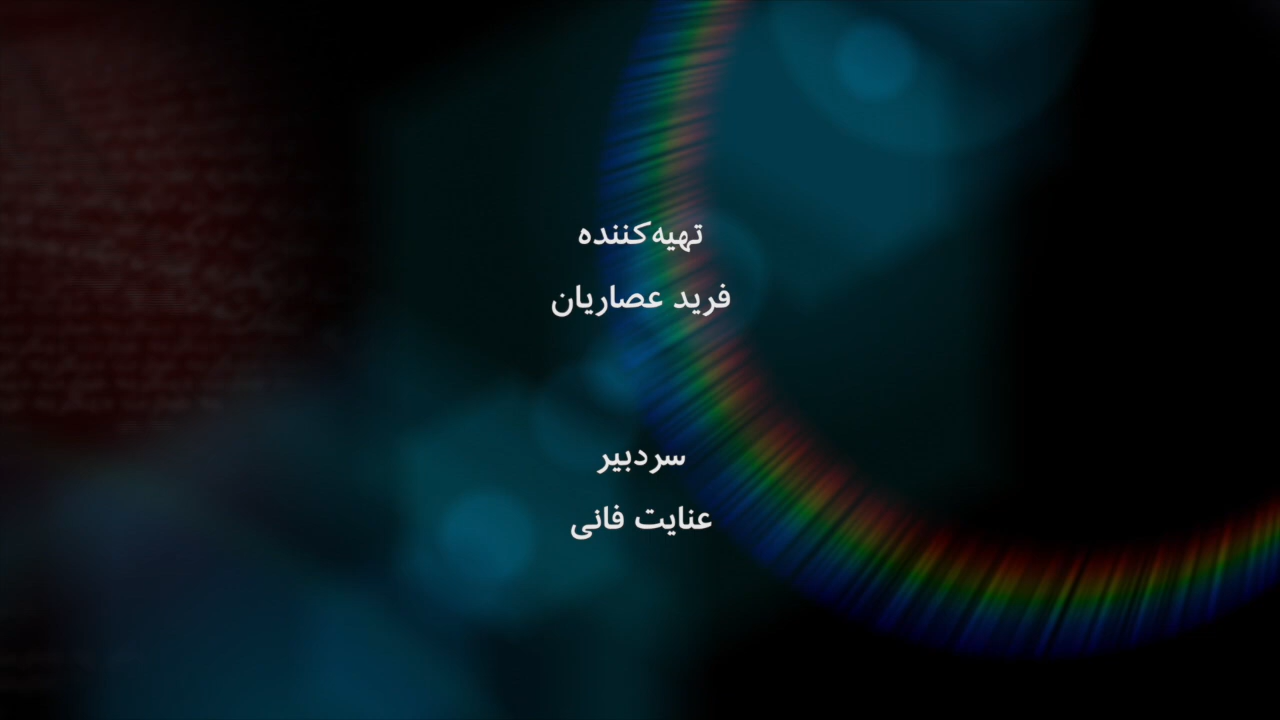 تهیه‌کننده
فرید عصاریان
سردبیر
عنایت فانی